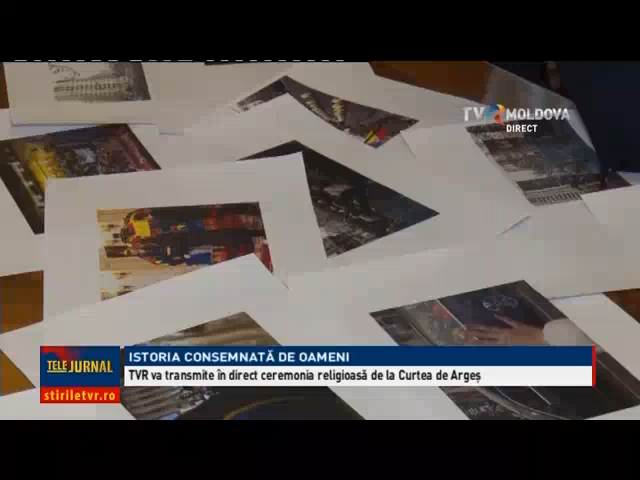 TVR MOLDOVA
DIRECT
TELEJURNAL
stiriletvr.ro
ISTORIA CONSEMNATĂ DE OAMENI
TVR va transmite în direct ceremonia religioasă de la Curtea de Argeș